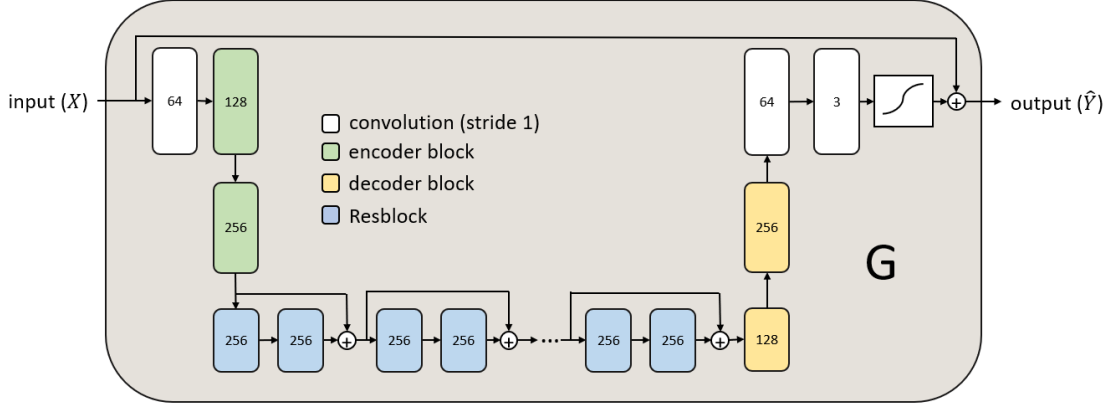 input (X)
64
128
64
3
+
output (Ŷ)
convolution (stride 1)
encoder block
decoder block
Resblock
256
256
G
256
256
+
256
256
+
...
256
256
+
128